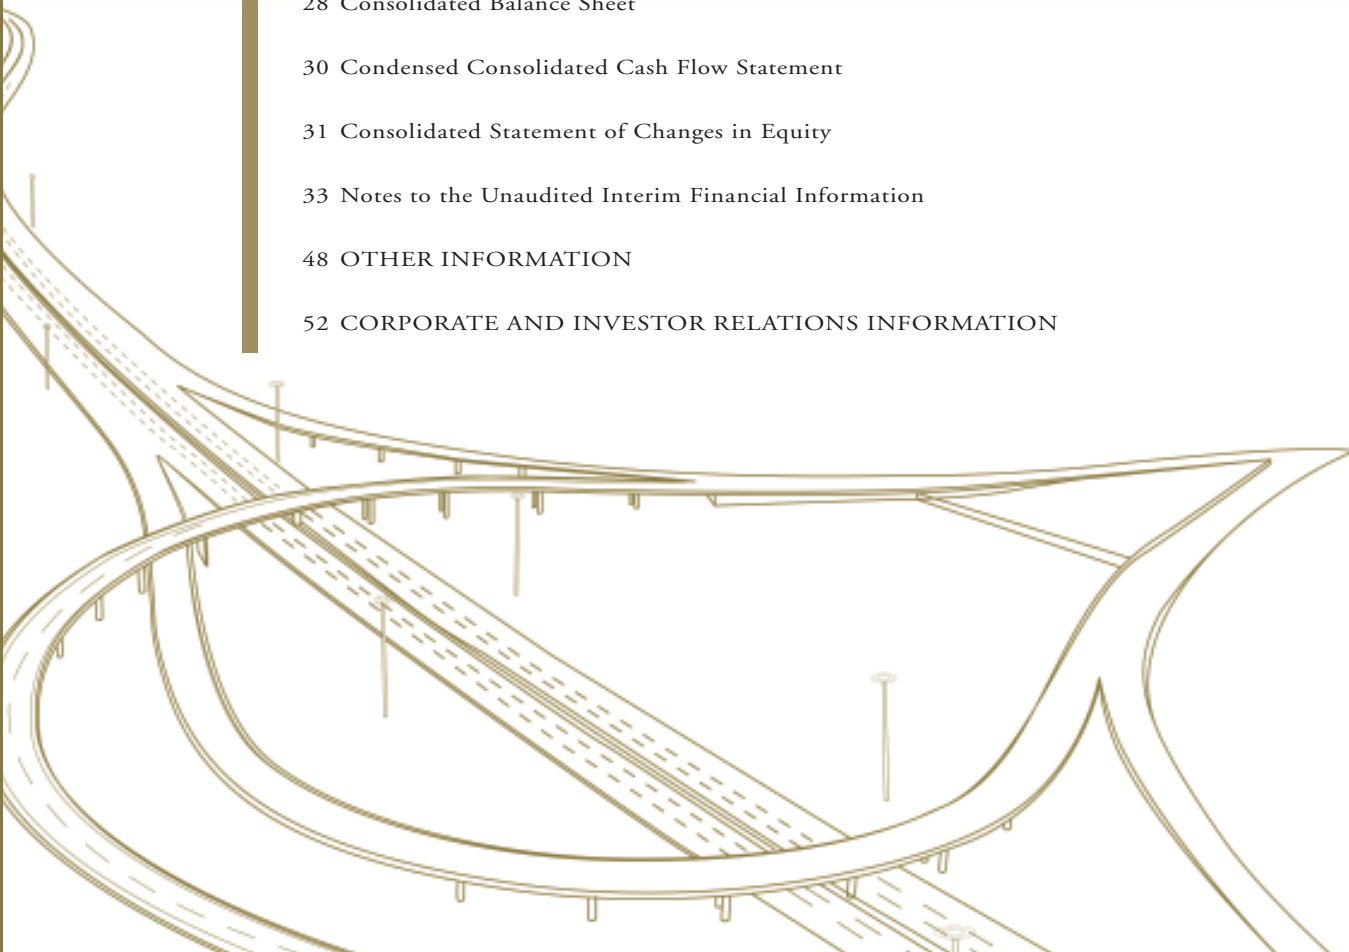 28 Consolidated Balance Sheet
30 Condensed Consolidated Cash Flow Statement
31 Consolidated Statement of Changes in Equity
33 Notes to the Unaudited Interim Financial Information
48 OTHER INFORMATION
52 CORPORATE AND INVESTOR RELATIONS INFORMATION